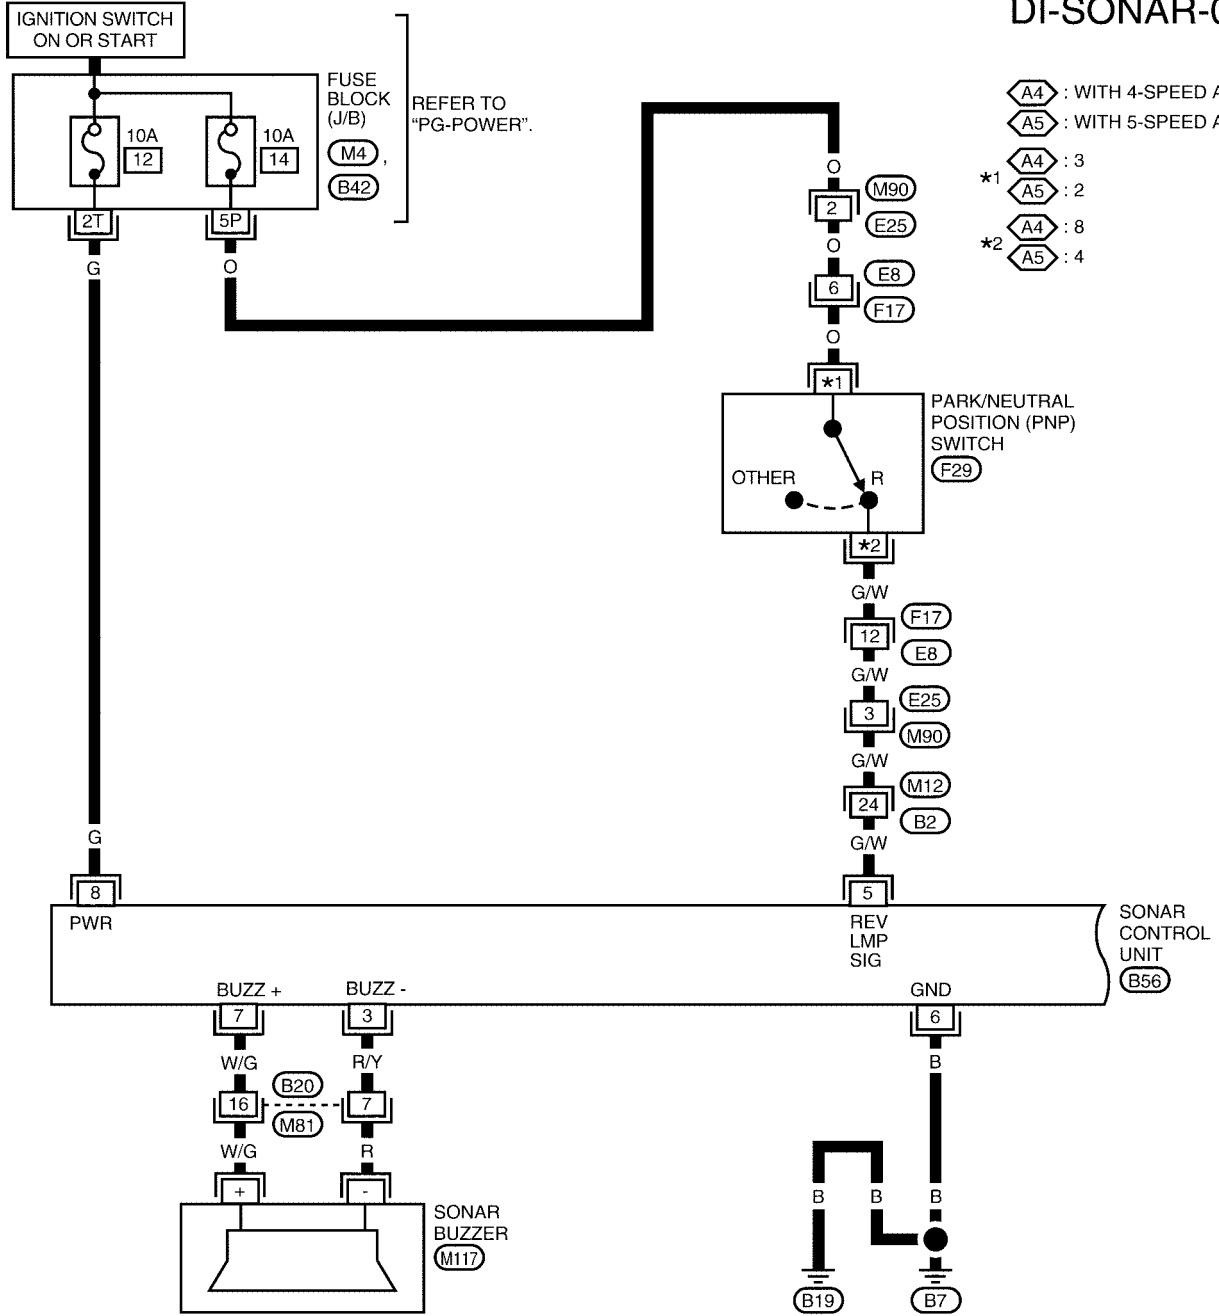 DI-SONAR-
IGNITION SWITCH
ON OR START
FUSE
BLOCK
(J/B)
M4 ,
B42
REFER TO
"PG-POWER".
10A
12
10A
14
2T
5P
G
O
A4 : WITH 4-SPEED A
A5 : WITH 5-SPEED A
*1
A4 : 3
A5 : 2
*2
A4 : 8
A5 : 4
O
2
M90
E25
O
6
E8
F17
O
*1
PARK/NEUTRAL
POSITION (PNP)
SWITCH
F29
OTHER
R
*2
G/W
12
F17
E8
G/W
3
E25
M90
G/W
24
M12
B2
G/W
G
8
5
PWR
REV
LMP
SIG
SONAR
CONTROL
UNIT
B56
BUZZ +
BUZZ -
GND
7
3
6
W/G
R/Y
B
16
B20
M81
7
W/G
R
+
-
SONAR
BUZZER
M117
B
B
B
B19
B7